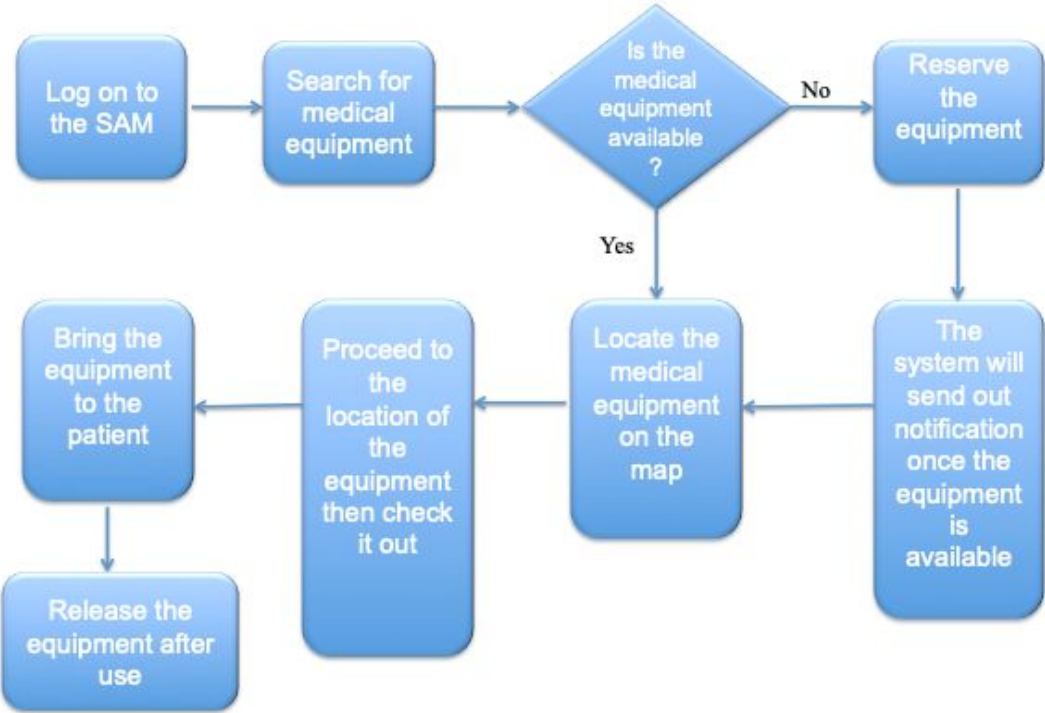 Log on to
the SAM
Search for
medical
equipment
Is the
medical
equipment
available
?
No
Reserve
the
equipment
Yes
Bring the
equipment
to the
patient
Proceed to
the
location of
the
equipment
then check
it out
Locate the
medical
equipment
on the
map
The
system will
send out
notification
once the
equipment
is
available
Release the
equipment after
use